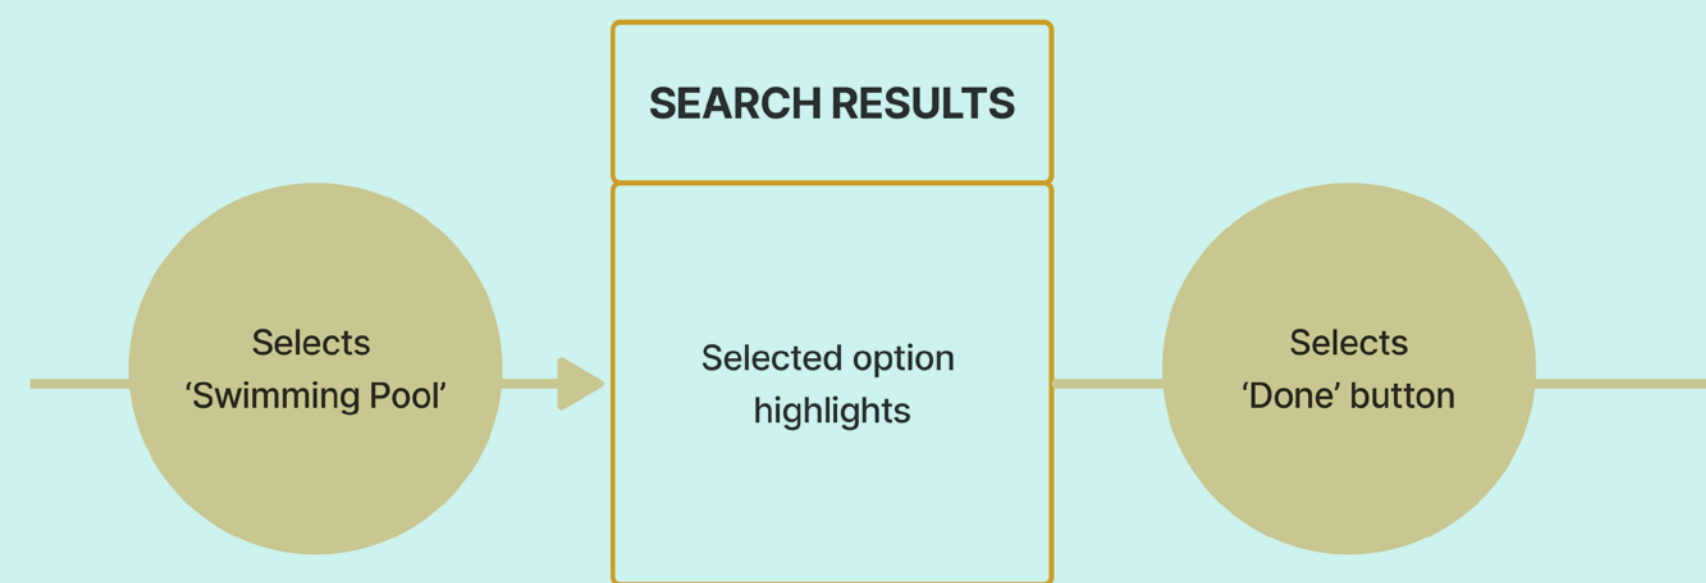 SEARCH RESULTS
Selects
‘Swimming Pool’
Selected option
highlights
Selects
‘Done’ button